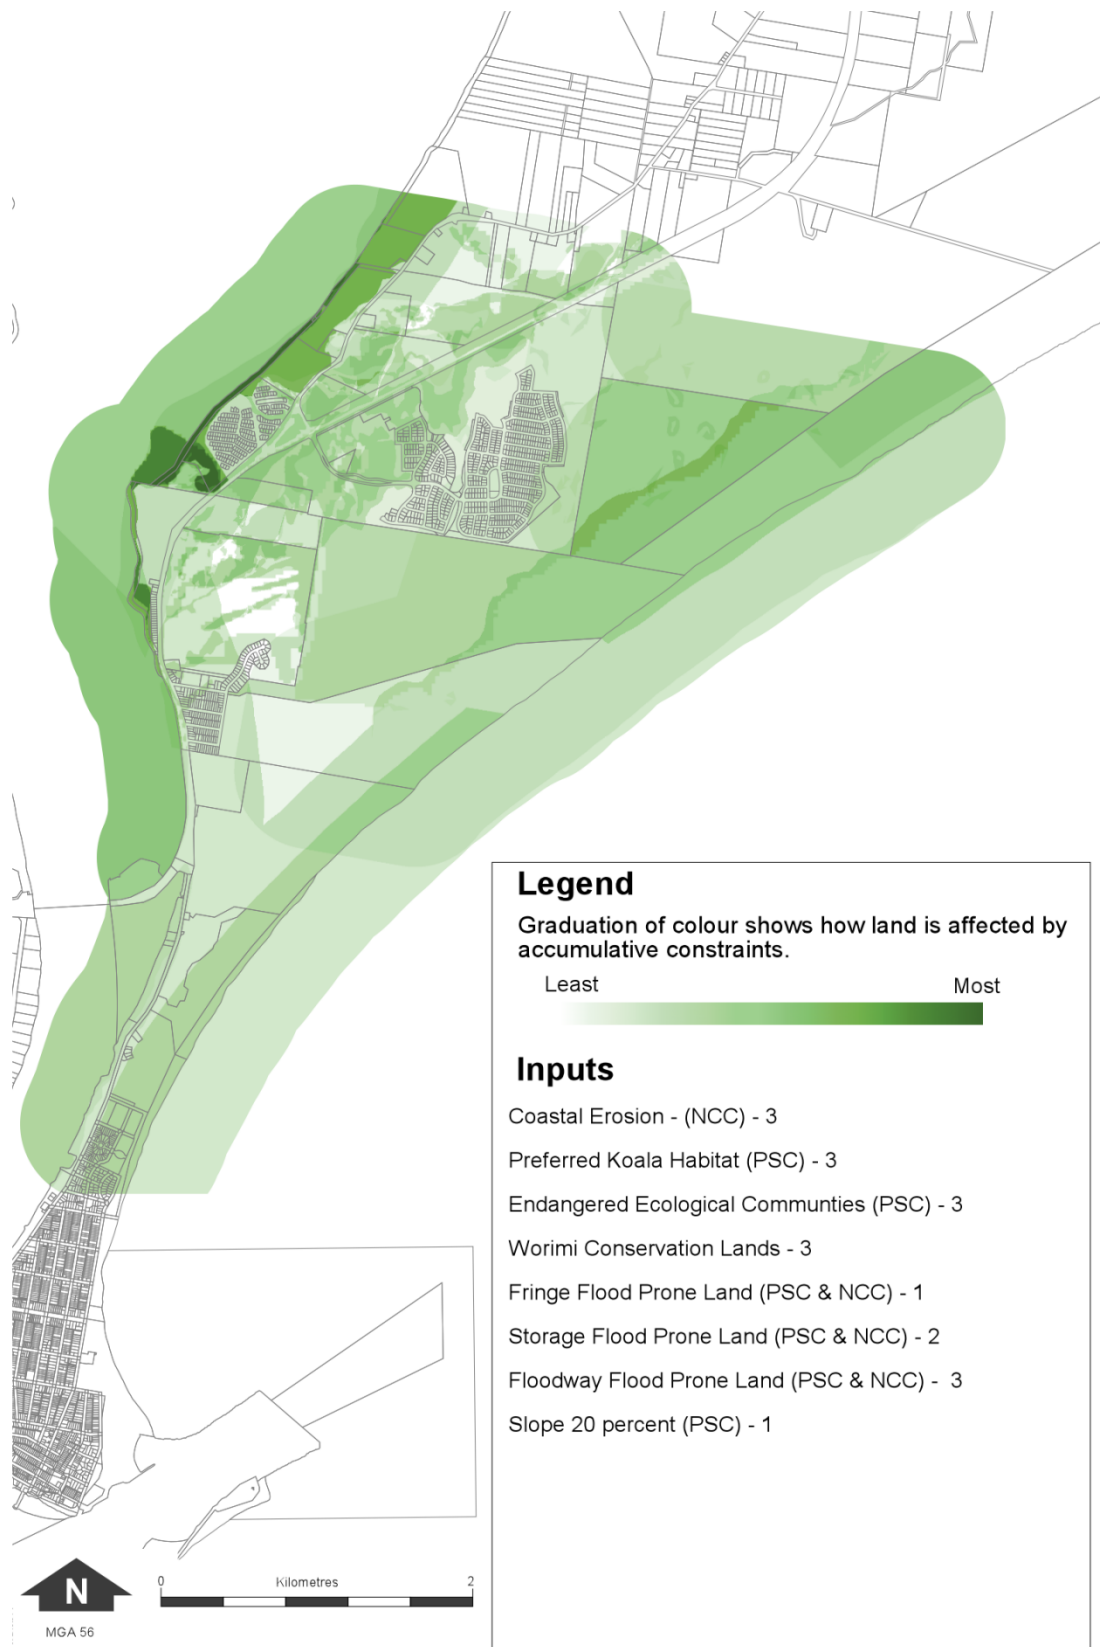 Legend
Graduation of colour shows how land is affected by
accumulative constraints.
Least Most
Inputs
Coastal Erosion - (NCC) - 3
Preferred Koala Habitat (PSC) - 3
Endangered Ecological Communties (PSC) - 3
Worimi Conservation Lands - 3
Fringe Flood Prone Land (PSC & NCC) - 1
Storage Flood Prone Land (PSC & NCC) - 2
Floodway Flood Prone Land (PSC & NCC) - 3
Slope 20 percent (PSC) - 1
N
MGA 56
0 Kilometres 2